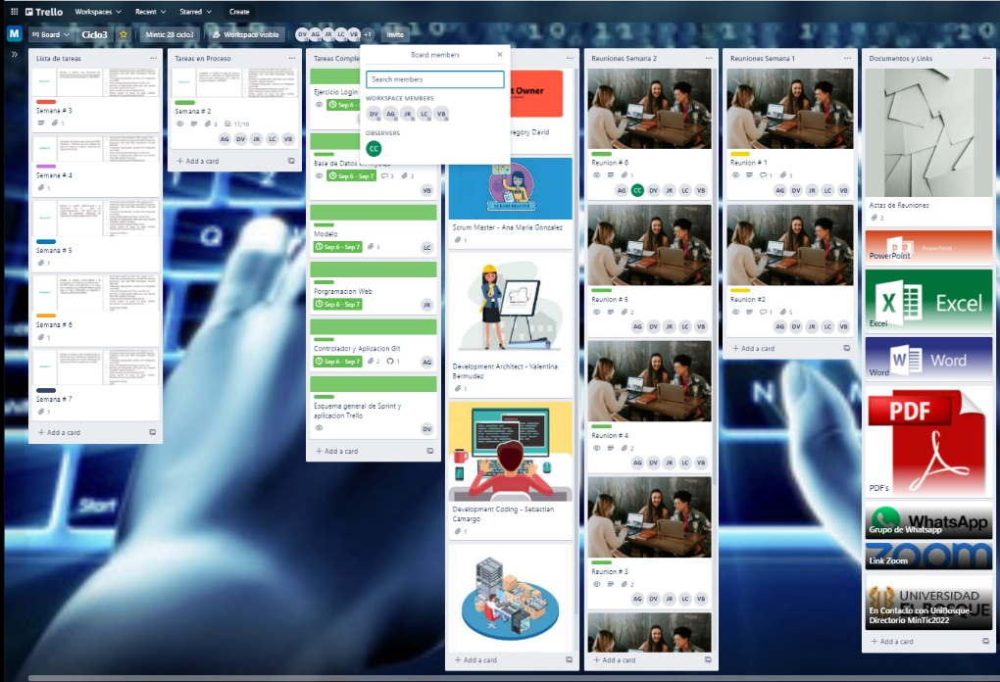 Trello
Workspaces
Recent
Starred
Create
M
Board
Ciclo3
Mintic 28 ciclo3
Workspace visible
DV AG JR LC VB +1
Invite
Lista de tareas
Semana # 3
1
Semana # 4
1
Semana # 5
1
Semana # 6
1
Semana # 7
1
+ Add a card
Tareas en Proceso
Semana # 2
3
17/19
AG DV JR LC VB
+ Add a card
Tareas Comple
Ejercicio Login
Sep 6 -
Base de Datos
Sep 6 - Sep 7
3
3
VB
Modelo
Sep 6 - Sep 7
3
LC
Porgramacion Web
Sep 6 - Sep 7
JR
Controlador y Aplicacion Git
Sep 6 - Sep 7
2
1
AG
Esquema general de Sprint y
aplicacion Trello
DV
+ Add a card
Board members
Search members
WORKSPACE MEMBERS
DV AG JR LC VB
OBSERVERS
CC
t Owner
regory David
SCRUM MASTER
Scrum Master - Ana Maria Gonzalez
1
Development Architect - Valentina
Bermudez
1
Development Coding - Sebastian
Camargo
1
+ Add a card
Reuniones Semana 2
Reunion # 6
1
AG CC DV JR LC VB
Reunion # 5
2
AG DV JR LC VB
Reunion # 4
2
AG DV JR LC VB
Reunion # 3
2
AG DV JR LC VB
+ Add a card
Reuniones Semana 1
Reunion # 1
1
3
AG DV JR LC VB
Reunion #2
1
5
AG DV JR LC VB
+ Add a card
Documentos y Links
Actas de Reuniones
2
PowerPoint
PowerPoint
Excel
Excel
Word
Word
PDF
PDF's
WhatsApp
Grupo de Whatsapp
zoom
Link Zoom
UNIVERSIDAD
EL BOSQUE
En Contacto con UniBosque-
Directorio MinTic2022
+ Add a card
Q
N
Start